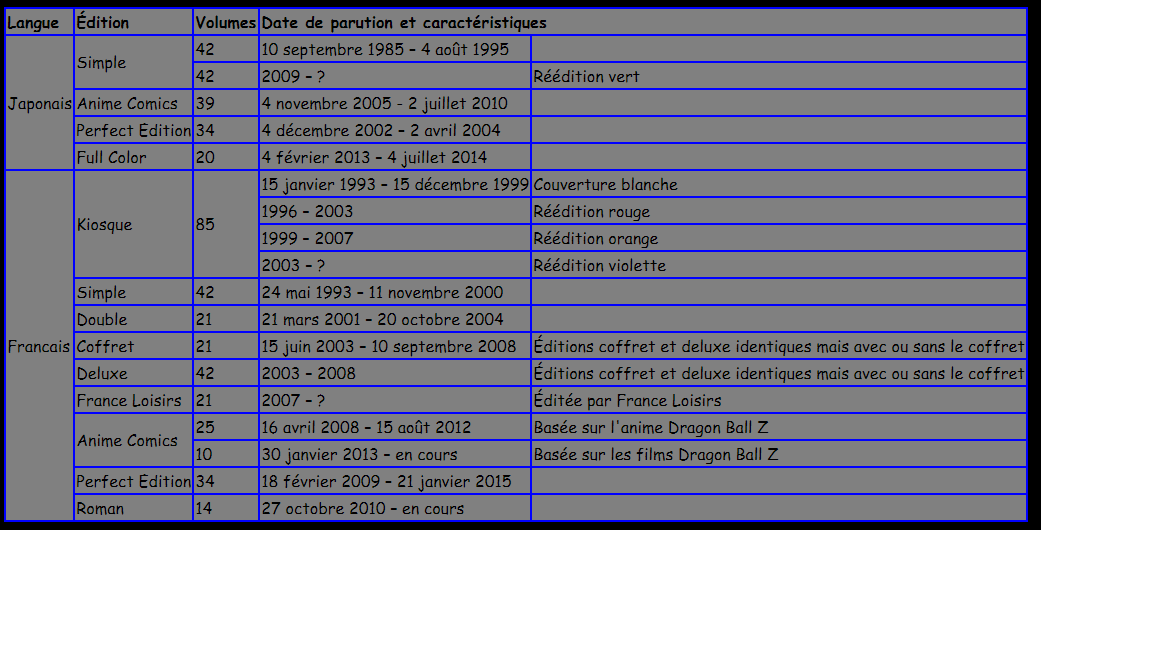 Langue Édition Volumes Date de parution et caractéristiques
Japonais Simple 42 10 septembre 1985 – 4 août 1995
42 2009 – ? Réédition vert
Anime Comics 39 4 novembre 2005 - 2 juillet 2010
Perfect Edition 34 4 décembre 2002 – 2 avril 2004
Full Color 20 4 février 2013 – 4 juillet 2014
Francais Kiosque 85 15 janvier 1993 – 15 décembre 1999 Couverture blanche
1996 – 2003 Réédition rouge
1999 – 2007 Réédition orange
2003 – ? Réédition violette
Simple 42 24 mai 1993 – 11 novembre 2000
Double 21 21 mars 2001 – 20 octobre 2004
Coffret 21 15 juin 2003 – 10 septembre 2008 Éditions coffret et deluxe identiques mais avec ou sans le coffret
Deluxe 42 2003 – 2008 Éditions coffret et deluxe identiques mais avec ou sans le coffret
France Loisirs 21 2007 – ? Éditée par France Loisirs
Anime Comics 25 16 avril 2008 – 15 août 2012 Basée sur l'anime Dragon Ball Z
10 30 janvier 2013 – en cours Basée sur les films Dragon Ball Z
Perfect Edition 34 18 février 2009 – 21 janvier 2015
Roman 14 27 octobre 2010 – en cours